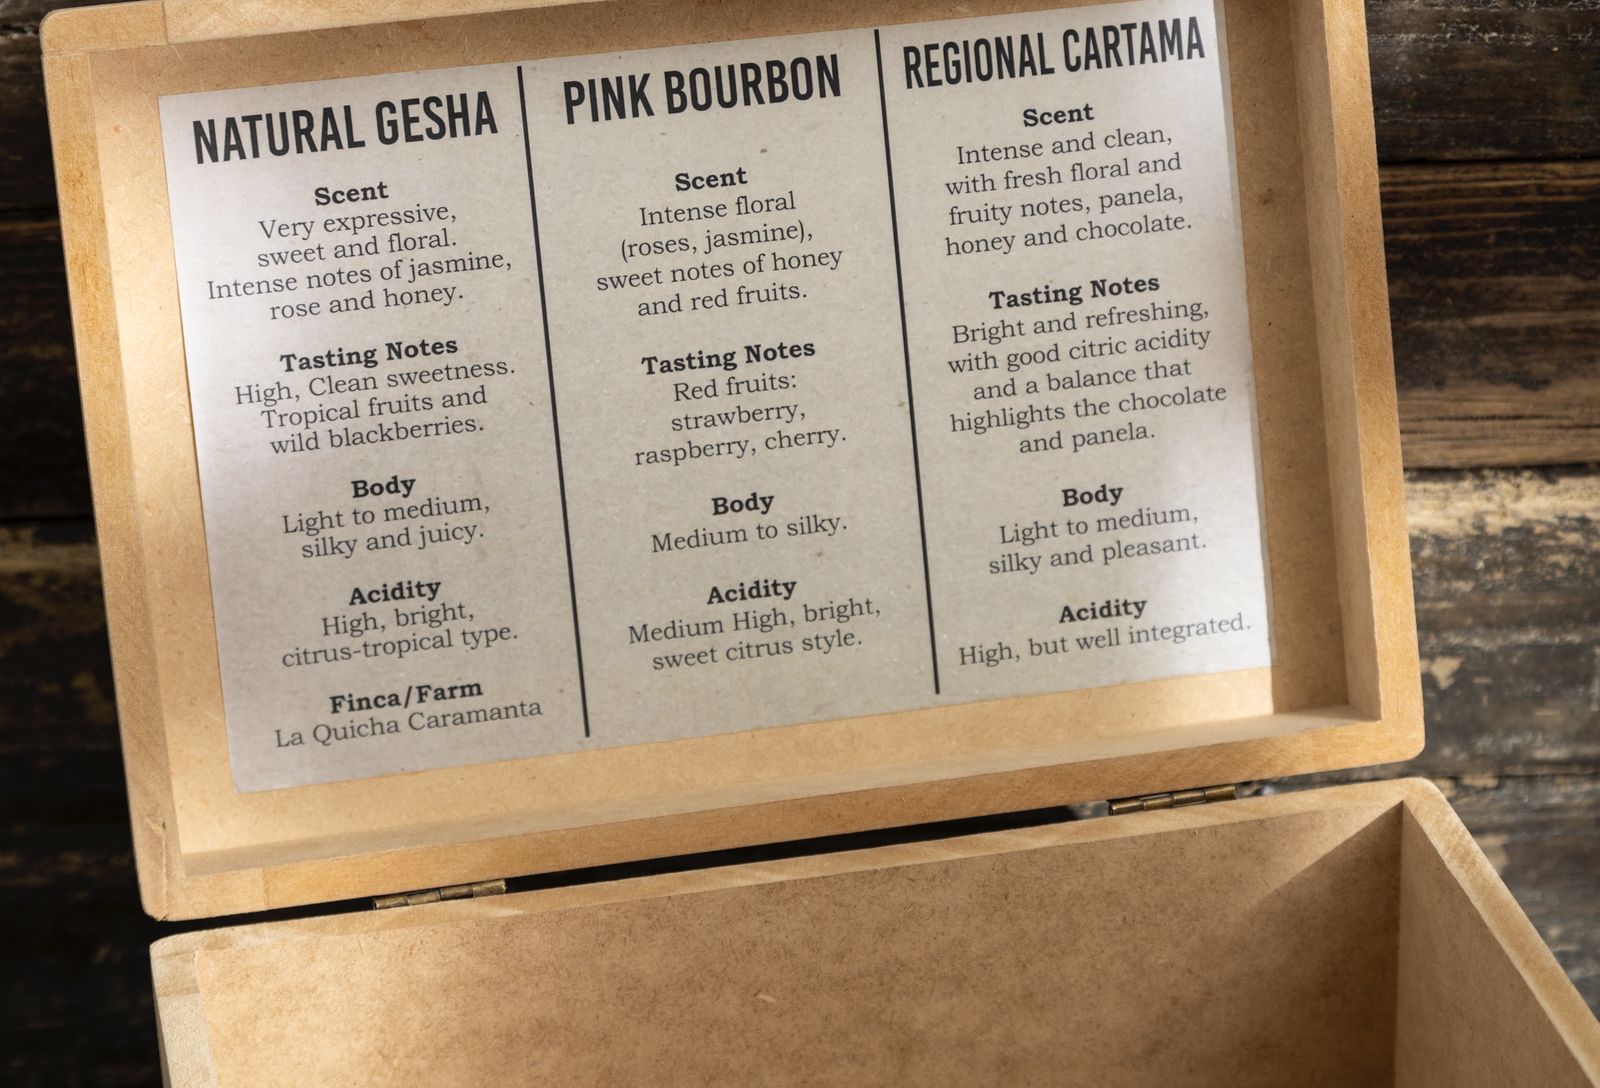 NATURAL GESHA
Scent
Very expressive,
sweet and floral.
Intense notes of jasmine,
rose and honey.
Tasting Notes
High, Clean sweetness.
Tropical fruits and
wild blackberries.
Body
Light to medium,
silky and juicy.
Acidity
High, bright,
citrus-tropical type.
Finca/Farm
La Quicha Caramanta
PINK BOURBON
Scent
Intense floral
(roses, jasmine),
sweet notes of honey
and red fruits.
Tasting Notes
Red fruits:
strawberry,
raspberry, cherry.
Body
Medium to silky.
Acidity
Medium High, bright,
sweet citrus style.
REGIONAL CARTAMA
Scent
Intense and clean,
with fresh floral and
fruity notes, panela,
honey and chocolate.
Tasting Notes
Bright and refreshing,
with good citric acidity
and a balance that
highlights the chocolate
and panela.
Body
Light to medium,
silky and pleasant.
Acidity
High, but well integrated.